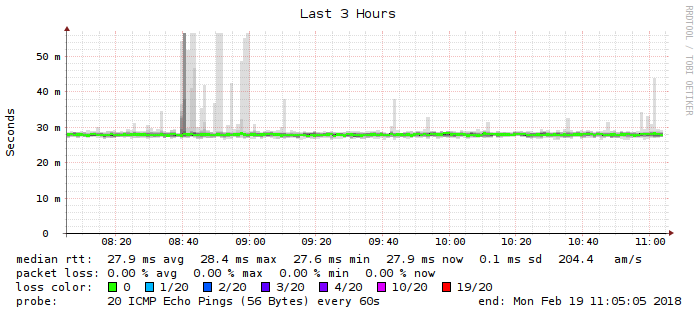 Last 3 Hours
RRDTOOL / TOBI OETIKER
Seconds
50 m
40 m
30 m
20 m
10 m
0
08:20 08:40 09:00 09:20 09:40 10:00 10:20 10:40 11:00
median rtt: 27.9 ms avg 28.4 ms max 27.6 ms min 27.9 ms now 0.1 ms sd 204.4 am/s
packet loss: 0.00 % avg 0.00 % max 0.00 % min 0.00 % now
loss color: 0 1/20 2/20 3/20 4/20 10/20 19/20
probe: 20 ICMP Echo Pings (56 Bytes) every 60s end: Mon Feb 19 11:05:05 2018